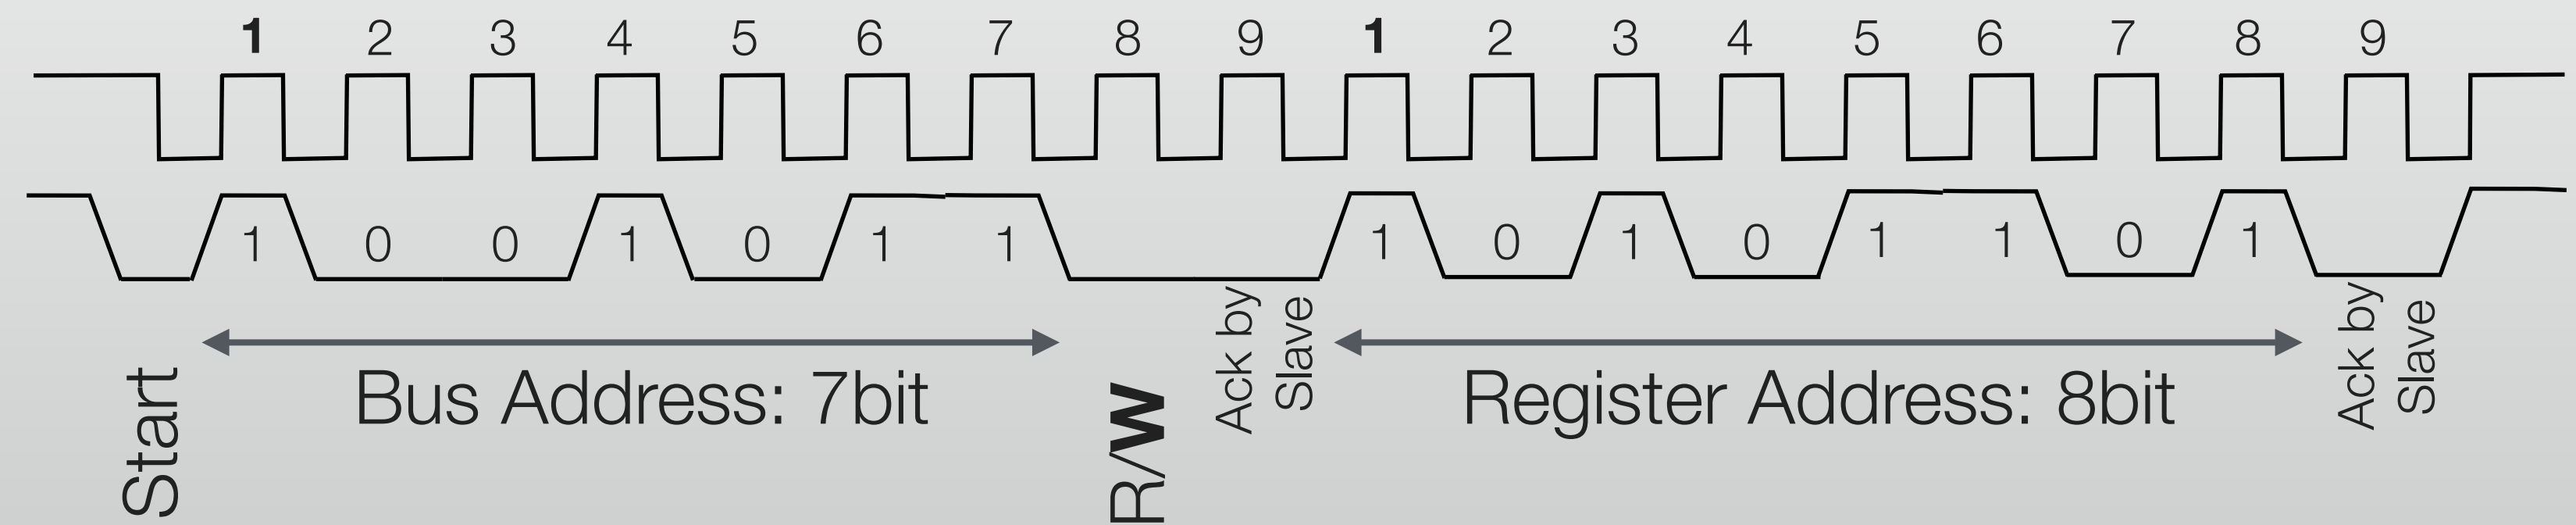 1 2 3 4 5 6 7 8 9 1 2 3 4 5 6 7 8 9
1 0 0 1 0 1 1 1 0 1 0 1 1 0 1
Start
Bus Address: 7bit
R/W
Ack by
Slave
Register Address: 8bit
Ack by
Slave